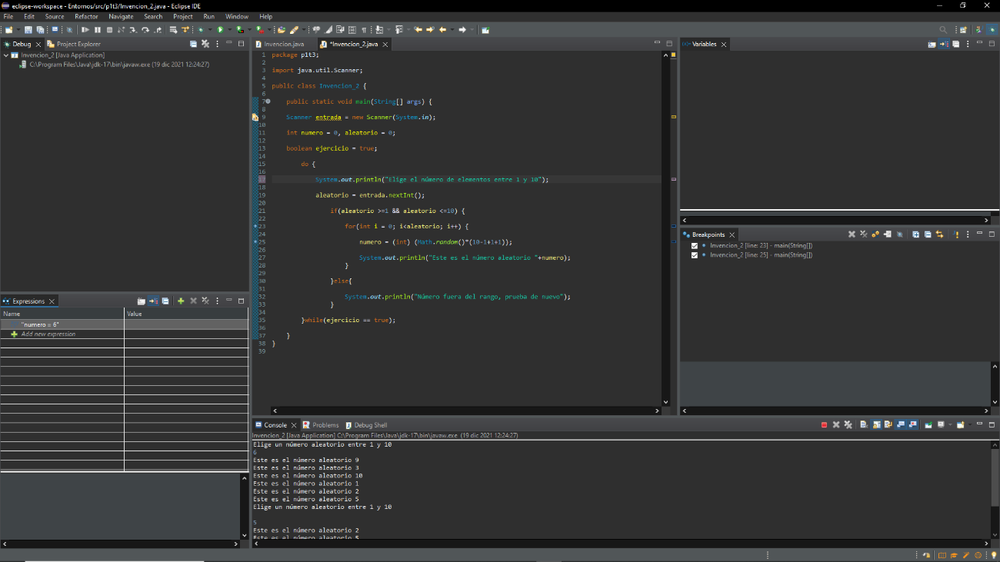 eclipse-workspace - Entornos/src/p1t3/Invencion_2.java - Eclipse IDE
File Edit Source Refactor Navigate Search Project Run Window Help
Debug Project Explorer
Invencion_2 [Java Application]
C:\Program Files\Java\jdk-17\bin\javaw.exe (19 dic 2021 12:24:27)
Invencion.java *Invencion_2.java
1 package p1t3;
2
3 import java.util.Scanner;
4
5 public class Invencion_2 {
6
7 public static void main(String[] args) {
8
9 Scanner entrada = new Scanner(System.in);
10
11 int numero = 0, aleatorio = 0;
12
13 boolean ejercicio = true;
14
15 do {
16
17 System.out.println("Elige el número de elementos entre 1 y 10");
18
19 aleatorio = entrada.nextInt();
20
21 if(aleatorio >=1 && aleatorio <=10) {
22
23 for(int i = 0; i<aleatorio; i++) {
24
25 numero = (int) (Math.random()*(10-1+1+1));
26
27 System.out.println("Este es el número aleatorio "+numero);
28 }
29
30 }else{
31
32 System.out.println("Número fuera del rango, prueba de nuevo");
33 }
34
35 }while(ejercicio == true);
36
37 }
38 }
39
Variables
Breakpoints
Invencion_2 [line: 23] - main(String[])
Invencion_2 [line: 25] - main(String[])
Expressions
Name Value
"numero = 6"
Add new expression
Console Problems Debug Shell
Invencion_2 [Java Application] C:\Program Files\Java\jdk-17\bin\javaw.exe (19 dic 2021 12:24:27)
Elige un número aleatorio entre 1 y 10
6
Este es el número aleatorio 9
Este es el número aleatorio 3
Este es el número aleatorio 10
Este es el número aleatorio 1
Este es el número aleatorio 2
Este es el número aleatorio 5
Elige un número aleatorio entre 1 y 10
5
Este es el número aleatorio 2
Este es el número aleatorio 5